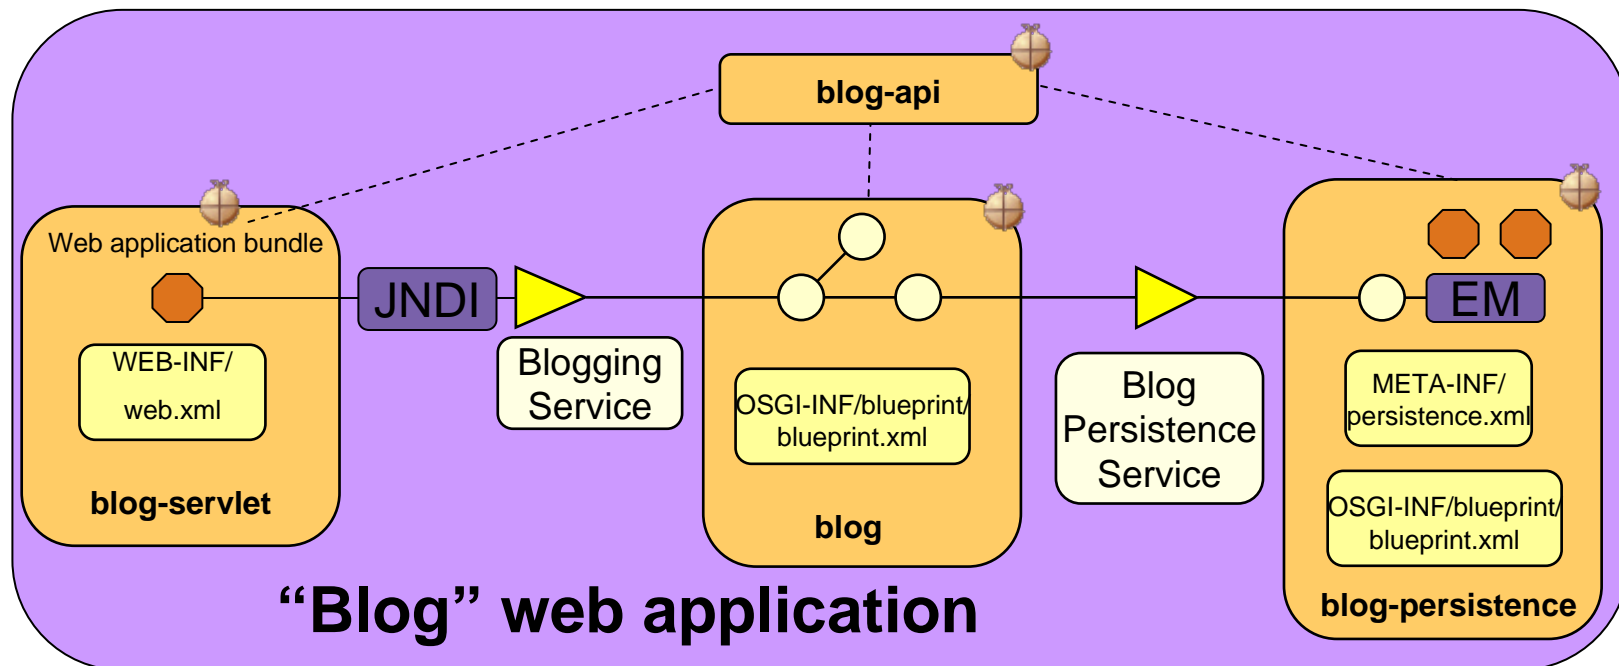 blog-api
Web application bundle
JNDI
EM
WEB-INF/
web.xml
Blogging
Service
OSGI-INF/blueprint/
blueprint.xml
Blog
Persistence
Service
META-INF/
persistence.xml
OSGI-INF/blueprint/
blueprint.xml
blog-servlet
blog
blog-persistence
“Blog” web application